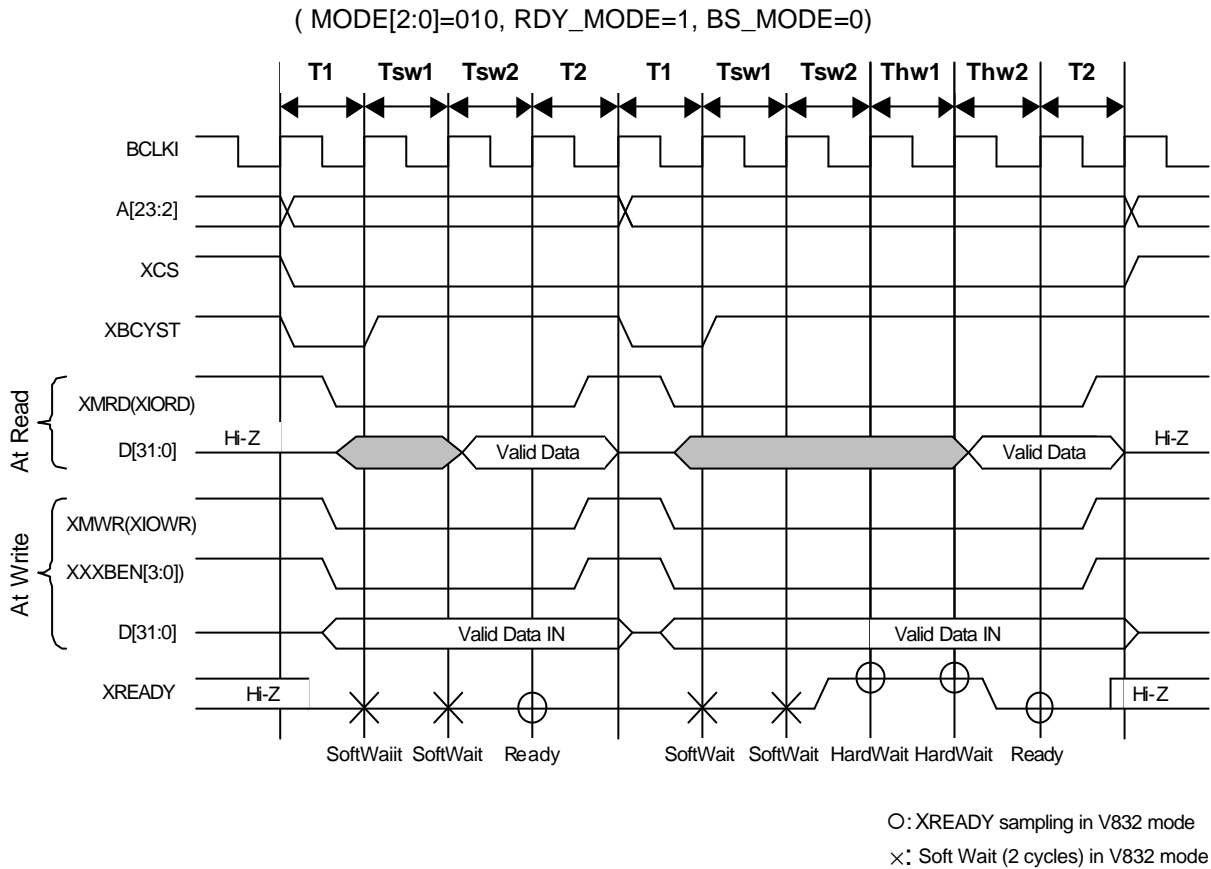 ( MODE[2:0]=010, RDY_MODE=1, BS_MODE=0)
T1 Tsw1 Tsw2 T2 T1 Tsw1 Tsw2 Thw1 Thw2 T2
BCLKI
A[23:2]
XCS
XBCYST
At Read
XMRD(XIORD)
D[31:0] Hi-Z Valid Data Valid Data Hi-Z
At Write
XMWR(XIOWR)
XXXBEN[3:0])
D[31:0] Valid Data IN Valid Data IN
XREADY Hi-Z Hi-Z
SoftWaiit SoftWait Ready SoftWait SoftWait HardWait HardWait Ready
O: XREADY sampling in V832 mode
×: Soft Wait (2 cycles) in V832 mode